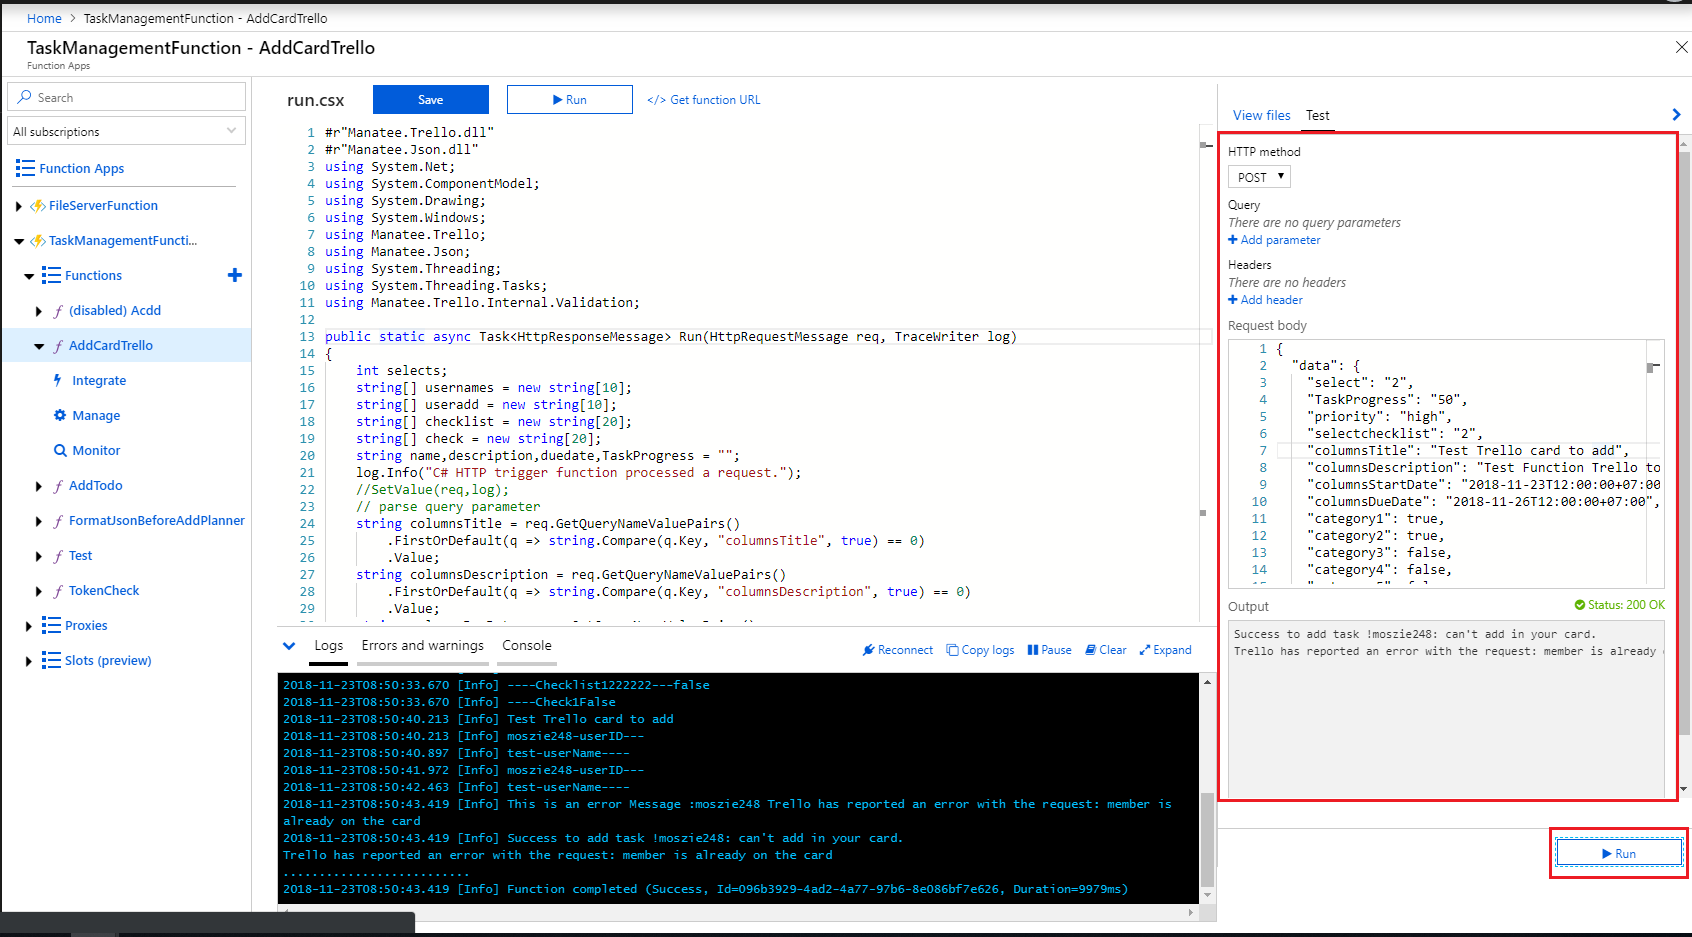 Home > TaskManagementFunction - AddCardTrello
TaskManagementFunction - AddCardTrello
Function Apps
Search
All subscriptions
Function Apps
FileServerFunction
TaskManagementFuncti...
Functions
(disabled) Acdd
AddCardTrello
Integrate
Manage
Monitor
AddTodo
FormatJsonBeforeAddPlanner
Test
TokenCheck
Proxies
Slots (preview)
run.csx
Save
Run
</> Get function URL
1 #r"Manatee.Trello.dll"
2 #r"Manatee.Json.dll"
3 using System.Net;
4 using System.ComponentModel;
5 using System.Drawing;
6 using System.Windows;
7 using Manatee.Trello;
8 using Manatee.Json;
9 using System.Threading;
10 using System.Threading.Tasks;
11 using Manatee.Trello.Internal.Validation;
12
13 public static async Task<HttpResponseMessage> Run(HttpRequestMessage req, TraceWriter log)
14 {
15 int selects;
16 string[] usernames = new string[10];
17 string[] useradd = new string[10];
18 string[] checklist = new string[20];
19 string[] check = new string[20];
20 string name,description,duedate,TaskProgress = "";
21 log.Info("C# HTTP trigger function processed a request.");
22 //SetValue(req,log);
23 // parse query parameter
24 string columnsTitle = req.GetQueryNameValuePairs()
25 .FirstOrDefault(q => string.Compare(q.Key, "columnsTitle", true) == 0)
26 .Value;
27 string columnsDescription = req.GetQueryNameValuePairs()
28 .FirstOrDefault(q => string.Compare(q.Key, "columnsDescription", true) == 0)
29 .Value;
Logs
Errors and warnings
Console
Reconnect
Copy logs
Pause
Clear
Expand
2018-11-23T08:50:33.670 [Info] ----Checklist1222222---false
2018-11-23T08:50:33.670 [Info] ----Check1False
2018-11-23T08:50:40.213 [Info] Test Trello card to add
2018-11-23T08:50:40.213 [Info] moszie248-userID---
2018-11-23T08:50:40.897 [Info] test-userName----
2018-11-23T08:50:41.972 [Info] moszie248-userID---
2018-11-23T08:50:42.463 [Info] test-userName----
2018-11-23T08:50:43.419 [Info] This is an error Message :moszie248 Trello has reported an error with the request: member is
already on the card
2018-11-23T08:50:43.419 [Info] Success to add task !moszie248: can't add in your card.
Trello has reported an error with the request: member is already on the card
.........................
2018-11-23T08:50:43.419 [Info] Function completed (Success, Id=096b3929-4ad2-4a77-97b6-8e086bf7e626, Duration=9979ms)
View files
Test
HTTP method
POST
Query
There are no query parameters
Add parameter
Headers
There are no headers
Add header
Request body
1 {
2 "data": {
3 "select": "2",
4 "TaskProgress": "50",
5 "priority": "high",
6 "selectchecklist": "2",
7 "columnsTitle": "Test Trello card to add",
8 "columnsDescription": "Test Function Trello to
9 "columnsStartDate": "2018-11-23T12:00:00+07:00
10 "columnsDueDate": "2018-11-26T12:00:00+07:00",
11 "category1": true,
12 "category2": true,
13 "category3": false,
14 "category4": false,
Output
Status: 200 OK
Success to add task !moszie248: can't add in your card.
Trello has reported an error with the request: member is already
Run